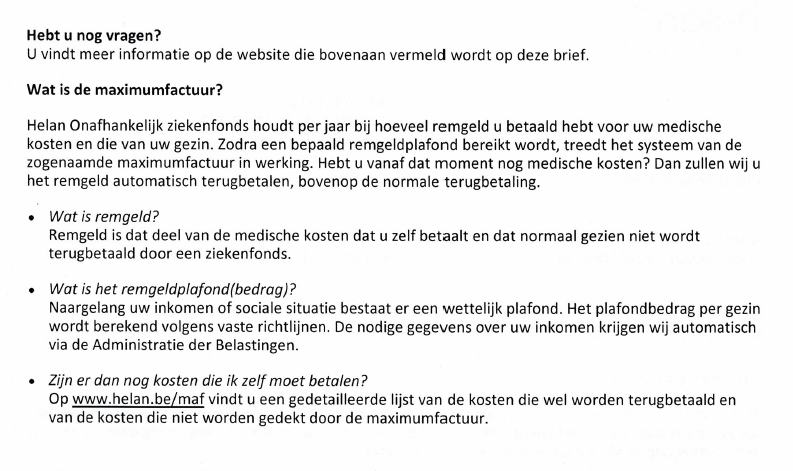 Hebt u nog vragen?
U vindt meer informatie op de website die bovenaan vermeld wordt op deze brief.
Wat is de maximumfactuur?
Helan Onafhankelijk ziekenfonds houdt per jaar bij hoeveel remgeld u betaald hebt voor uw medische
kosten en die van uw gezin. Zodra een bepaald remgeldplafond bereikt wordt, treedt het systeem van de
zogenaamde maximumfactuur in werking. Hebt u vanaf dat moment nog medische kosten? Dan zullen wij u
het remgeld automatisch terugbetalen, bovenop de normale terugbetaling.
• Wat is remgeld?
Remgeld is dat deel van de medische kosten dat u zelf betaalt en dat normaal gezien niet wordt
terugbetaald door een ziekenfonds.
• Wat is het remgeldplafond(bedrag)?
Naargelang uw inkomen of sociale situatie bestaat er een wettelijk plafond. Het plafondbedrag per gezin
wordt berekend volgens vaste richtlijnen. De nodige gegevens over uw inkomen krijgen wij automatisch
via de Administratie der Belastingen.
• Zijn er dan nog kosten die ik zelf moet betalen?
Op www.helan.be/maf vindt u een gedetailleerde lijst van de kosten die wel worden terugbetaald en
van de kosten die niet worden gedekt door de maximumfactuur.